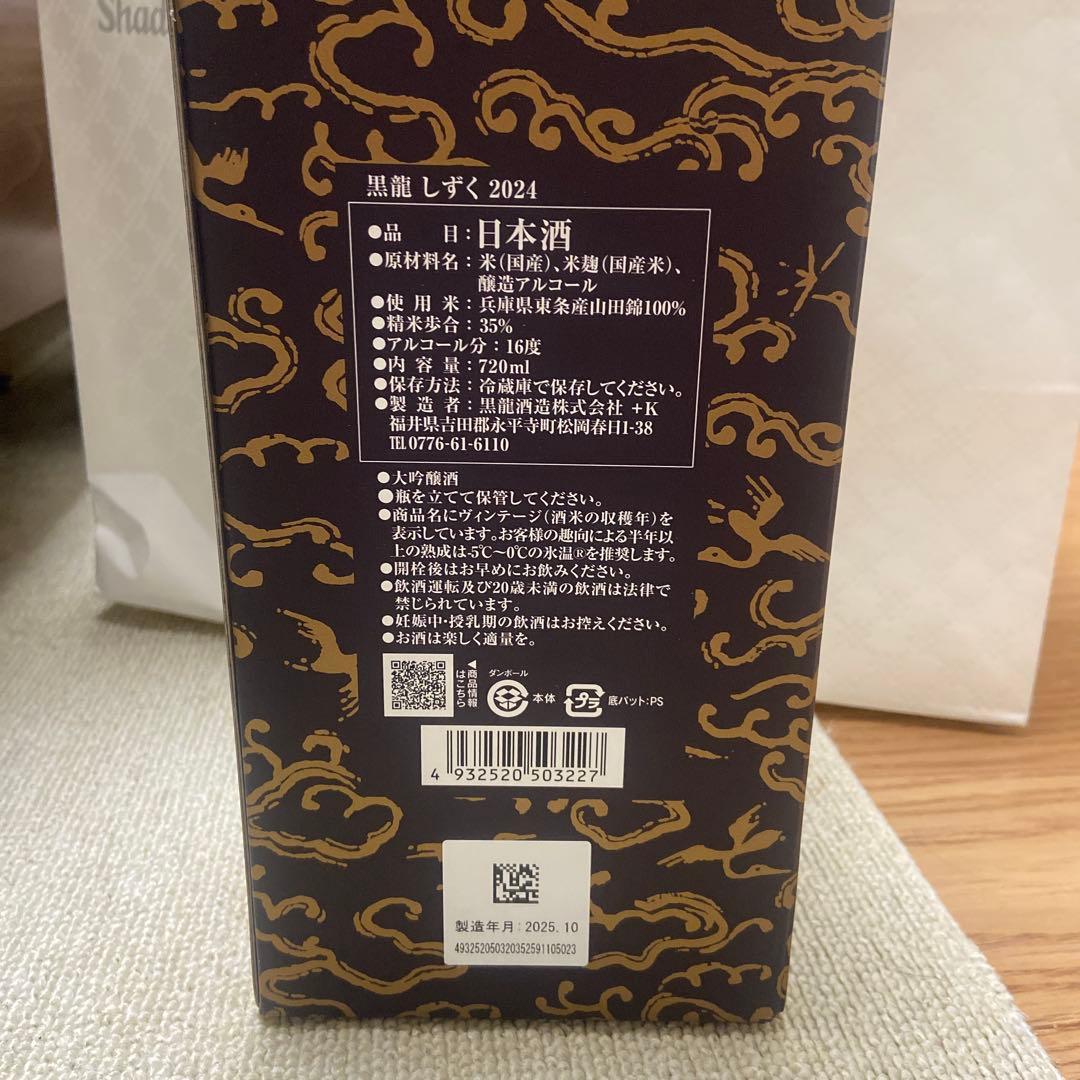 Shad
黒龍 しずく 2024
●品　目：日本酒
●原材料名：米（国産）、米麹（国産米）、
醸造アルコール
●使用米：兵庫県東条産山田錦100%
●精米歩合：35%
●アルコール分：16度
●内容量：720ml
●保存方法：冷蔵庫で保存してください。
●製造者：黒龍酒造株式会社 +K
福井県吉田郡永平寺町松岡春日1-38
TEL0776-61-6110
●大吟醸酒
●瓶を立てて保管してください。
●商品名にヴィンテージ（酒米の収穫年）を
表示しています。お客様の趣向による半年以
上の熟成は-5℃～0℃の氷温®を推奨します。
●開栓後はお早めにお飲みください。
●飲酒運転及び20歳未満の飲酒は法律で
禁じられています。
●妊娠中・授乳期の飲酒はお控えください。
●お酒は楽しく適量を。
◀商品情報
はこちら
ダンボール
本体
プラ
底パット：PS
4 932520 503227
製造年月：2025.10
493252050320352591105023